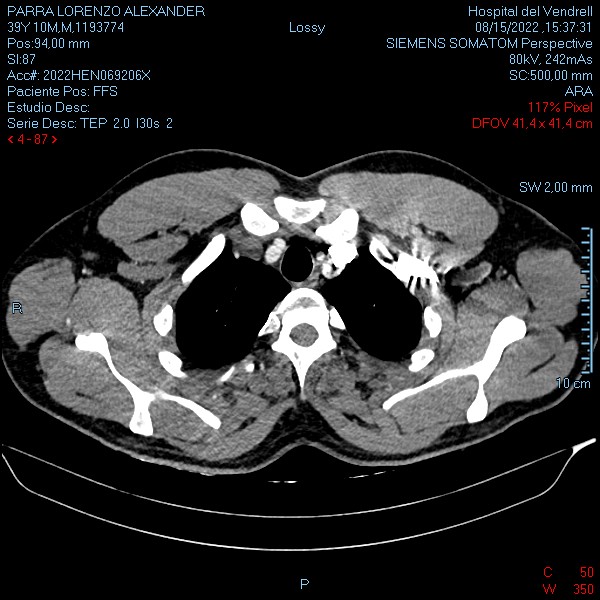 PARRA LORENZO ALEXANDER
39Y 10M,M,1193774
Pos:94,00 mm
SI:87
Acc#: 2022HEN069206X
Paciente Pos: FFS
Estudio Desc:
Serie Desc: TEP 2.0 I30s 2
< 4 - 87 >
Lossy
Hospital del Vendrell
08/15/2022 ,15:37:31
SIEMENS SOMATOM Perspective
80kV, 242mAs
SC:500,00 mm
ARA
117% Pixel
DFOV 41,4 x 41,4 cm
SW 2,00 mm
R
10 cm
P
C 50
W 350